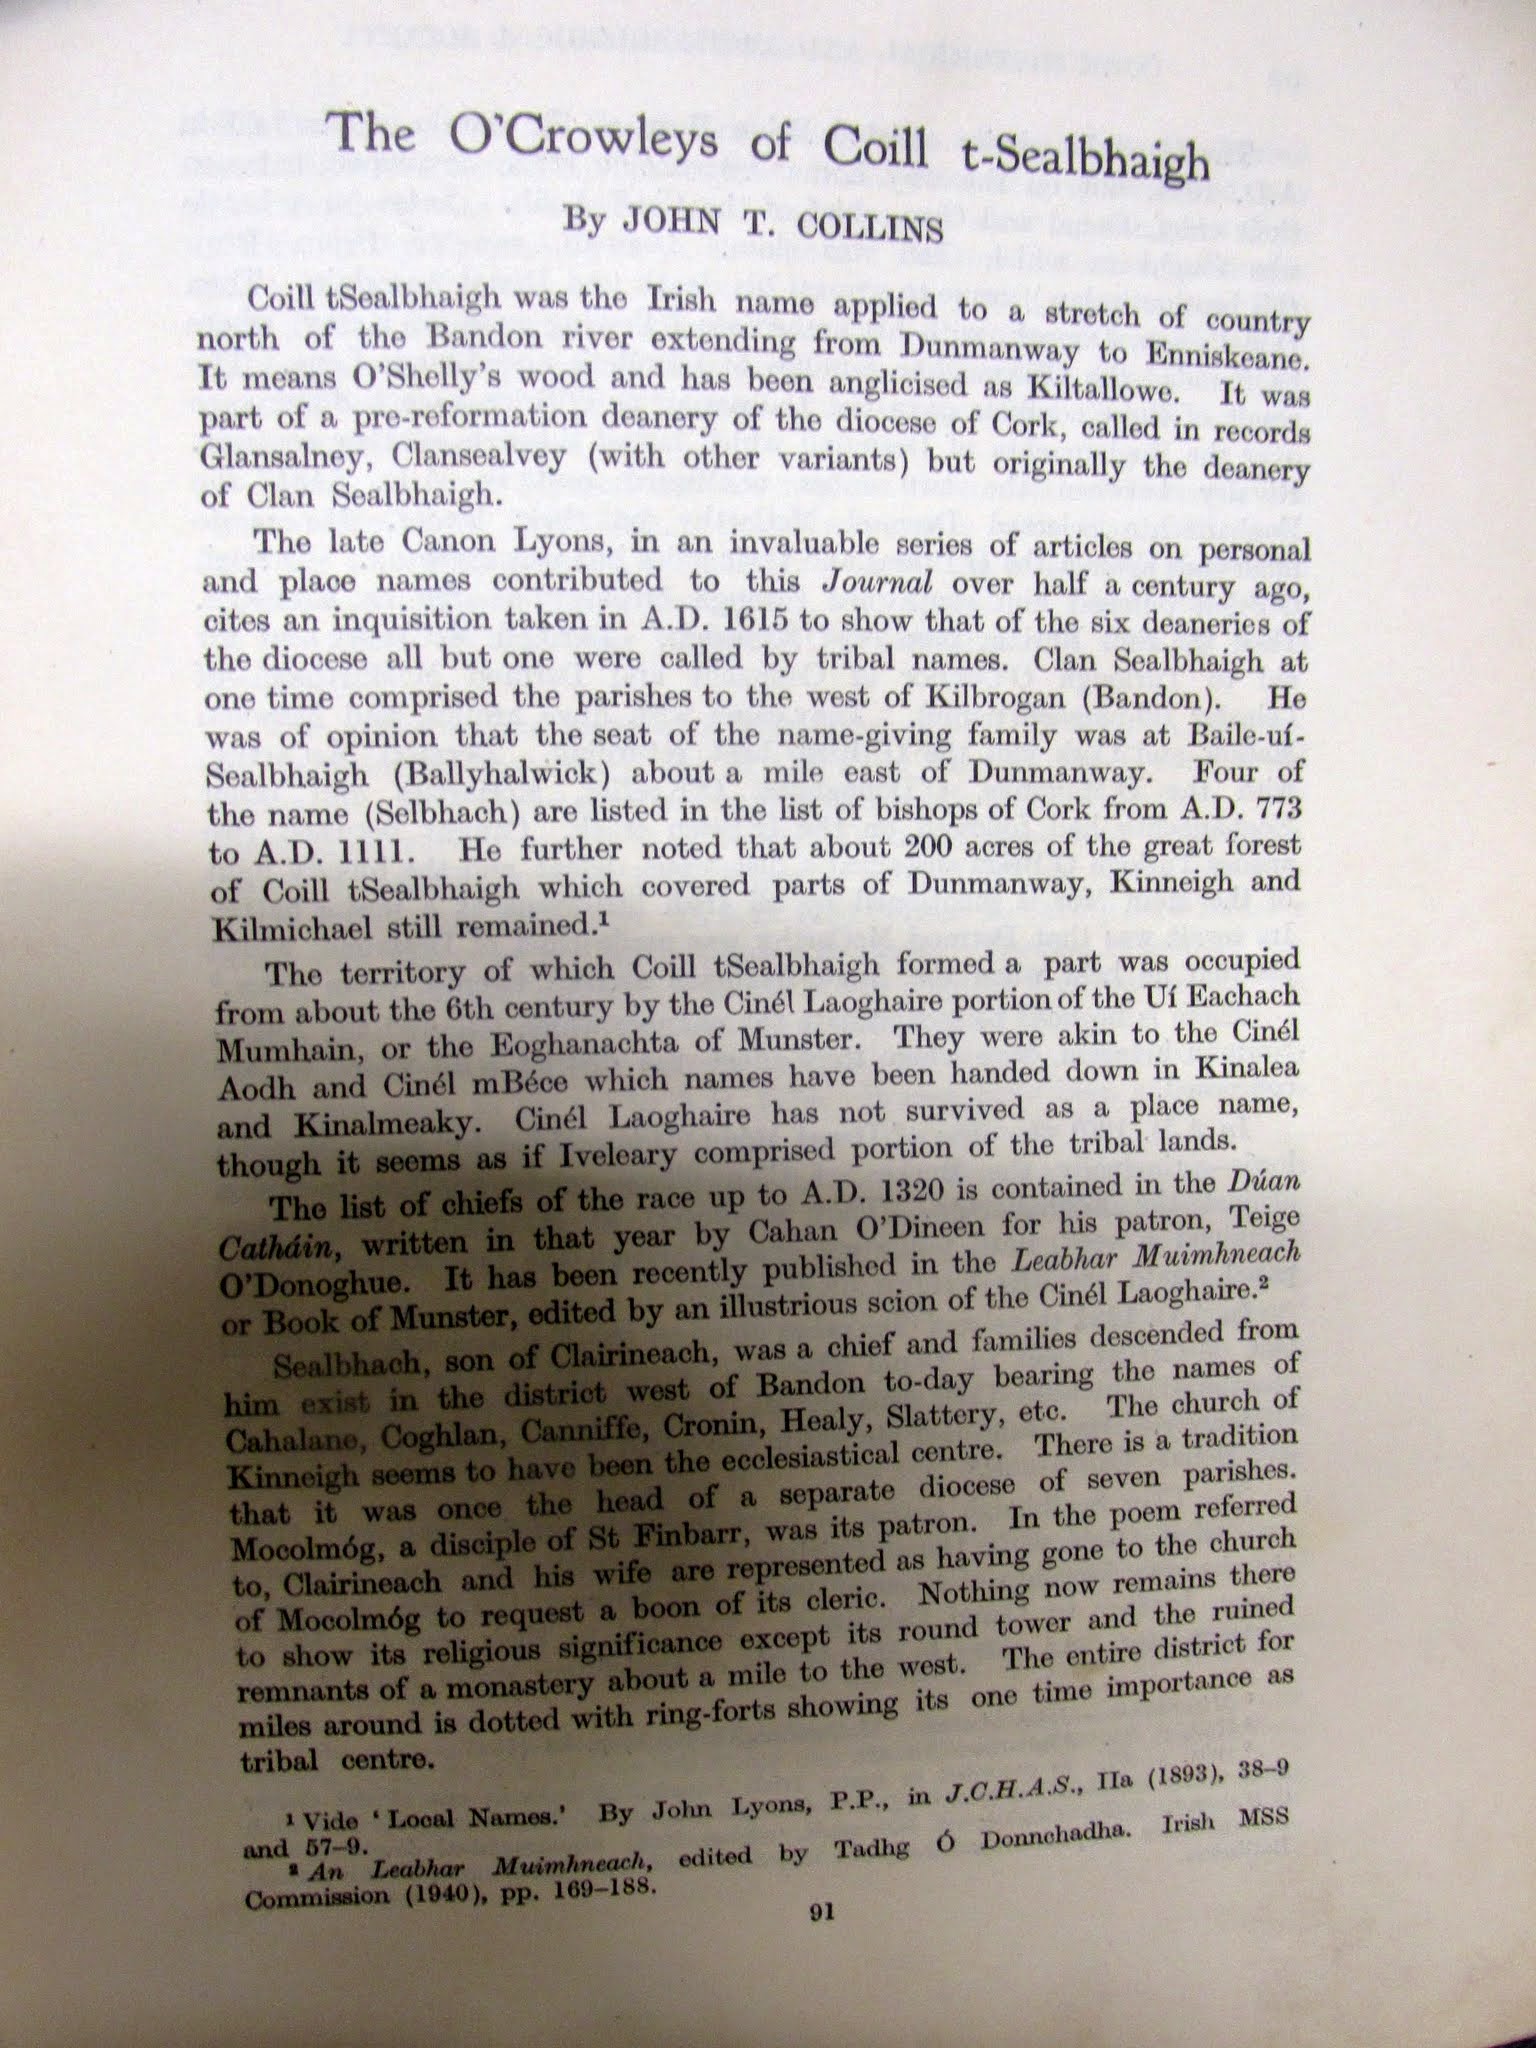 The O'Crowleys of Coill t-Sealbhaigh
By JOHN T. COLLINS
Coill tSealbhaigh was the Irish name applied to a stretch of country
north of the Bandon river extending from Dunmanway to Enniskeane.
It means O'Shelly's wood and has been anglicised as Kiltallowe. It was
part of a pre-reformation deanery of the diocese of Cork, called in records
Glansalney, Clansealvey (with other variants) but originally the deanery
of Clan Sealbhaigh.
The late Canon Lyons, in an invaluable series of articles on personal
and place names contributed to this Journal over half a century ago,
cites an inquisition taken in A.D. 1615 to show that of the six deaneries of
the diocese all but one were called by tribal names. Clan Sealbhaigh at
one time comprised the parishes to the west of Kilbrogan (Bandon). He
was of opinion that the seat of the name-giving family was at Baile-uí-
Sealbhaigh (Ballyhalwick) about a mile east of Dunmanway. Four of
the name (Selbhach) are listed in the list of bishops of Cork from A.D. 773
to A.D. 1111. He further noted that about 200 acres of the great forest
of Coill tSealbhaigh which covered parts of Dunmanway, Kinneigh and
Kilmichael still remained.¹
The territory of which Coill tSealbhaigh formed a part was occupied
from about the 6th century by the Cinél Laoghaire portion of the Uí Eachach
Mumhain, or the Eoghanachta of Munster. They were akin to the Cinél
Aodh and Cinél mBéce which names have been handed down in Kinalea
and Kinalmeaky. Cinél Laoghaire has not survived as a place name,
though it seems as if Iveleary comprised portion of the tribal lands.
The list of chiefs of the race up to A.D. 1320 is contained in the Dúan
Catháin, written in that year by Cahan O'Dineen for his patron, Teige
O'Donoghue. It has been recently published in the Leabhar Muimhneach
or Book of Munster, edited by an illustrious scion of the Cinél Laoghaire.²
Sealbhach, son of Clairineach, was a chief and families descended from
him exist in the district west of Bandon to-day bearing the names of
Cahalane, Coghlan, Canniffe, Cronin, Healy, Slattery, etc. The church of
Kinneigh seems to have been the ecclesiastical centre. There is a tradition
that it was once the head of a separate diocese of seven parishes.
Mocolmóg, a disciple of St Finbarr, was its patron. In the poem referred
to, Clairineach and his wife are represented as having gone to the church
of Mocolmóg to request a boon of its cleric. Nothing now remains there
to show its religious significance except its round tower and the ruined
remnants of a monastery about a mile to the west. The entire district for
miles around is dotted with ring-forts showing its one time importance as
tribal centre.
¹ Vide 'Local Names.' By John Lyons, P.P., in J.C.H.A.S., IIa (1893), 38–9
and 57–9.
² An Leabhar Muimhneach, edited by Tadhg Ó Donnchadha. Irish MSS
Commission (1940), pp. 169–188.
91